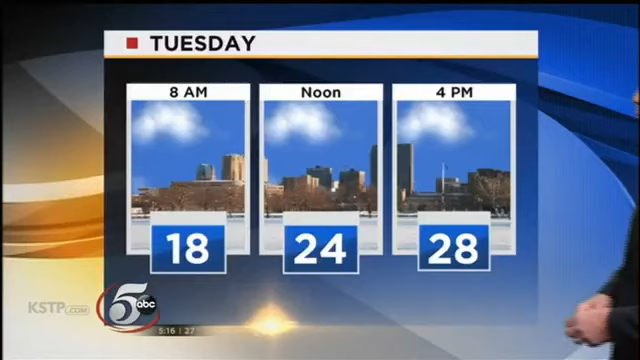 TUESDAY
8 AM
Noon
4 PM
18
24
28
KSTP.COM
5 abc
5:16 | 27